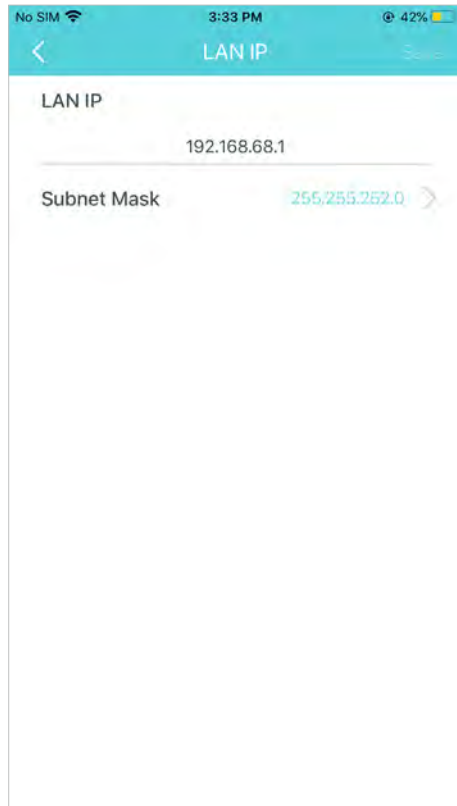 No SIM 3:33 PM 42%
LAN IP Save
LAN IP
192.168.68.1
Subnet Mask 255.255.252.0